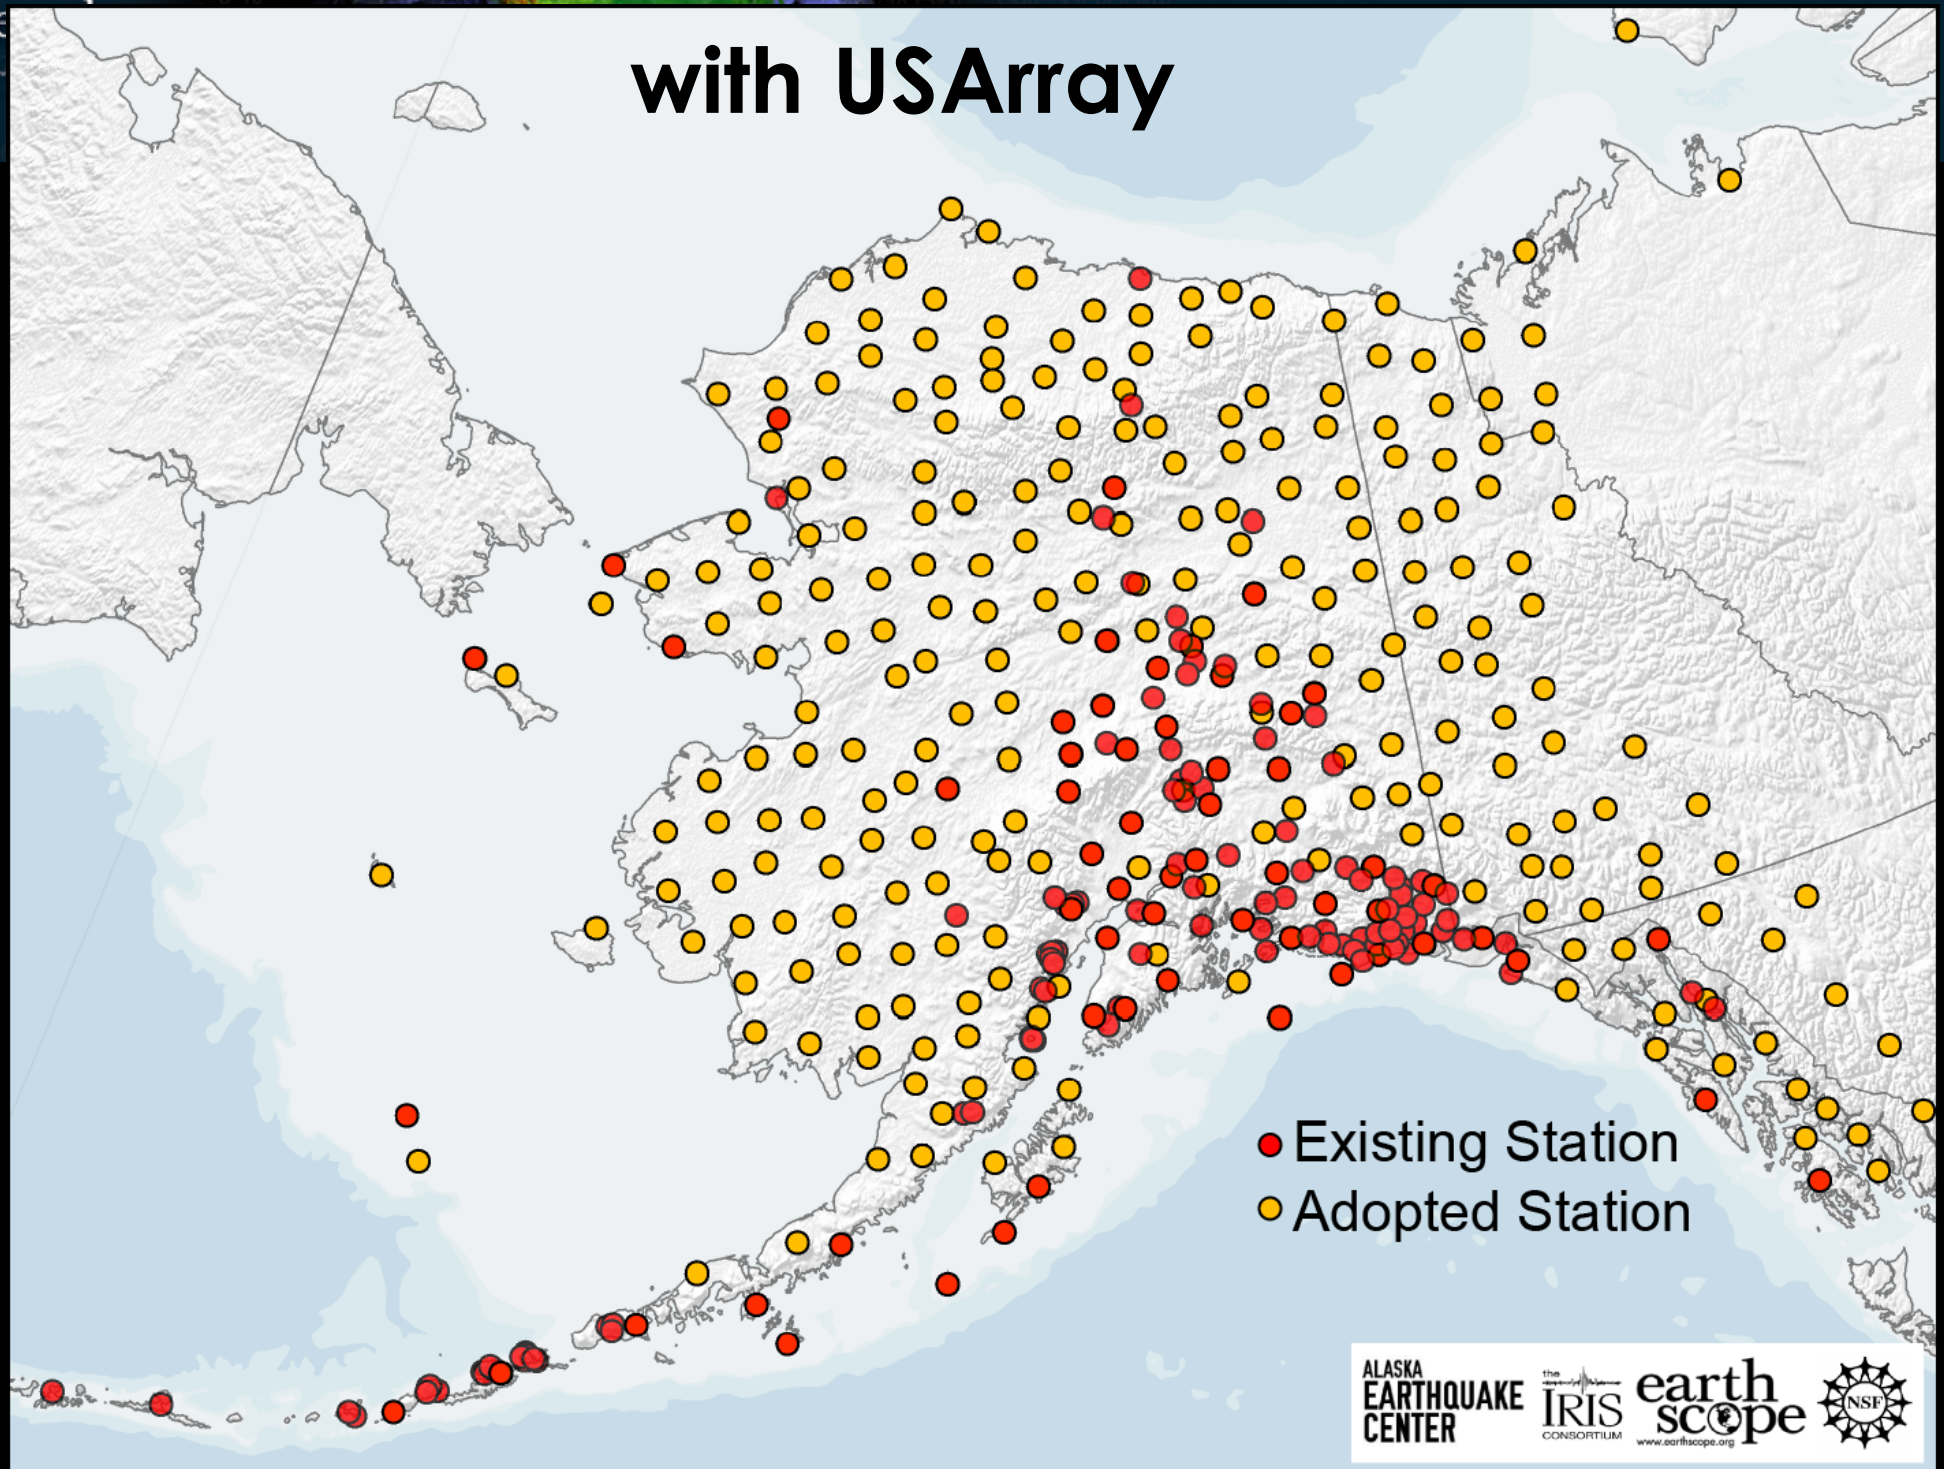 with USArray
Existing Station
Adopted Station
ALASKA
EARTHQUAKE
CENTER
the
IRIS
CONSORTIUM
earth
scope
www.earthscope.org
NSF